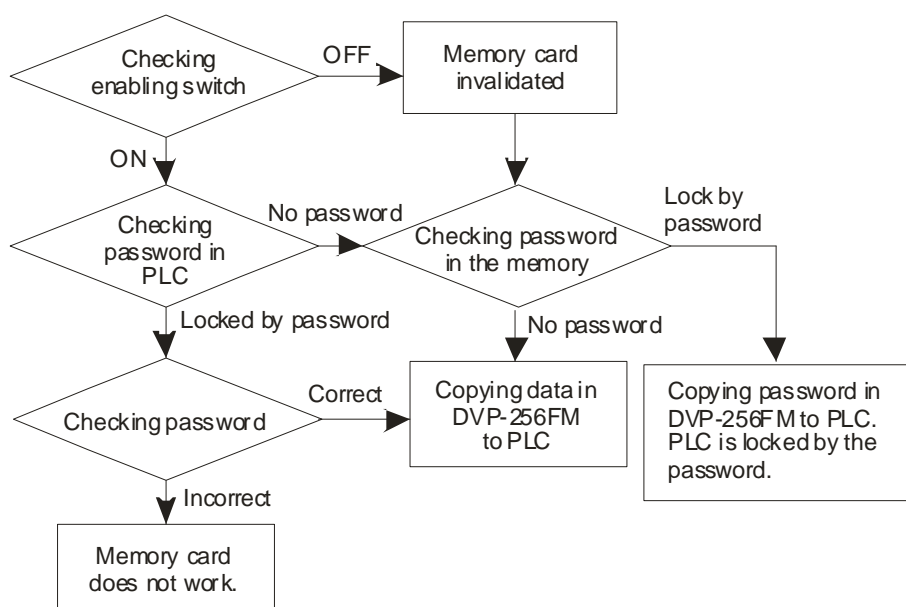 Checking
enabling switch
OFF
Memory card
invalidated
ON
Checking
password in
PLC
No password
Checking password
in the memory
Lock by
password
Locked by password
No password
Checking password
Correct
Copying data in
DVP-256FM
to PLC
Copying password in
DVP-256FM to PLC.
PLC is locked by the
password.
Incorrect
Memory card
does not work.